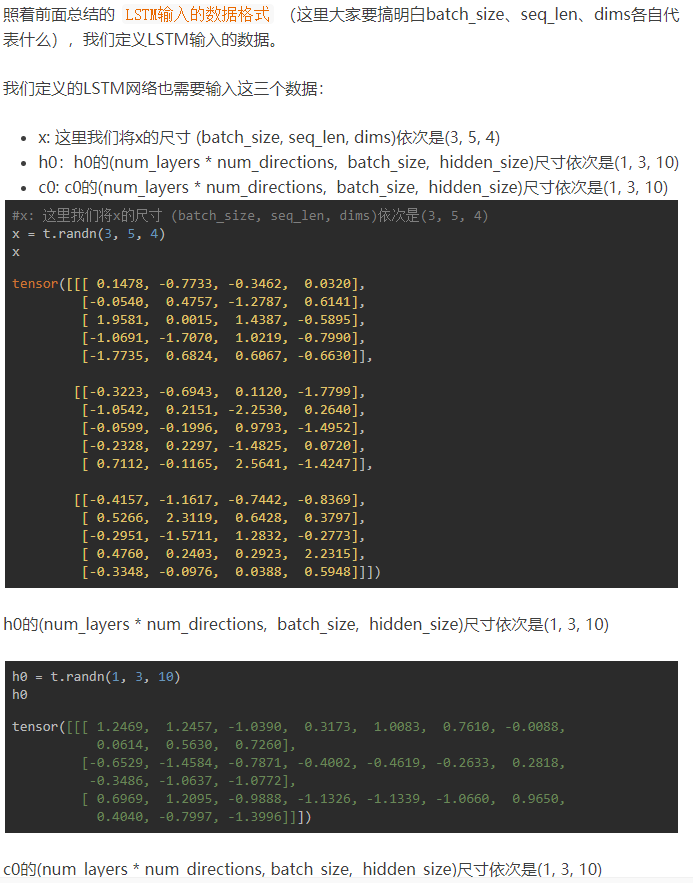 照着前面总结的 LSTM输入的数据格式 （这里大家要搞明白batch_size、seq_len、dims各自代
表什么），我们定义LSTM输入的数据。
我们定义的LSTM网络也需要输入这三个数据：
• x: 这里我们将x的尺寸 (batch_size, seq_len, dims)依次是(3, 5, 4)
• h0：h0的(num_layers * num_directions, batch_size, hidden_size)尺寸依次是(1, 3, 10)
• c0: c0的(num_layers * num_directions, batch_size, hidden_size)尺寸依次是(1, 3, 10)
#x: 这里我们将x的尺寸 (batch_size, seq_len, dims)依次是(3, 5, 4)
x = t.randn(3, 5, 4)
x
tensor([[[ 0.1478, -0.7733, -0.3462,  0.0320],
[-0.0540,  0.4757, -1.2787,  0.6141],
[ 1.9581,  0.0015,  1.4387, -0.5895],
[-1.0691, -1.7070,  1.0219, -0.7990],
[-1.7735,  0.6824,  0.6067, -0.6630]],
[[-0.3223, -0.6943,  0.1120, -1.7799],
[-1.0542,  0.2151, -2.2530,  0.2640],
[-0.0599, -0.1996,  0.9793, -1.4952],
[-0.2328,  0.2297, -1.4825,  0.0720],
[ 0.7112, -0.1165,  2.5641, -1.4247]],
[[-0.4157, -1.1617, -0.7442, -0.8369],
[ 0.5266,  2.3119,  0.6428,  0.3797],
[-0.2951, -1.5711,  1.2832, -0.2773],
[ 0.4760,  0.2403,  0.2923,  2.2315],
[-0.3348, -0.0976,  0.0388,  0.5948]]])
h0的(num_layers * num_directions, batch_size, hidden_size)尺寸依次是(1, 3, 10)
h0 = t.randn(1, 3, 10)
h0
tensor([[[ 1.2469,  1.2457, -1.0390,  0.3173,  1.0083,  0.7610, -0.0088,
0.0614,  0.5630,  0.7260],
[-0.6529, -1.4584, -0.7871, -0.4002, -0.4619, -0.2633,  0.2818,
-0.3486, -1.0637, -1.0772],
[ 0.6969,  1.2095, -0.9888, -1.1326, -1.1339, -1.0660,  0.9650,
0.4040, -0.7997, -1.3996]]])
c0的(num_layers * num_directions, batch_size, hidden_size)尺寸依次是(1, 3, 10)